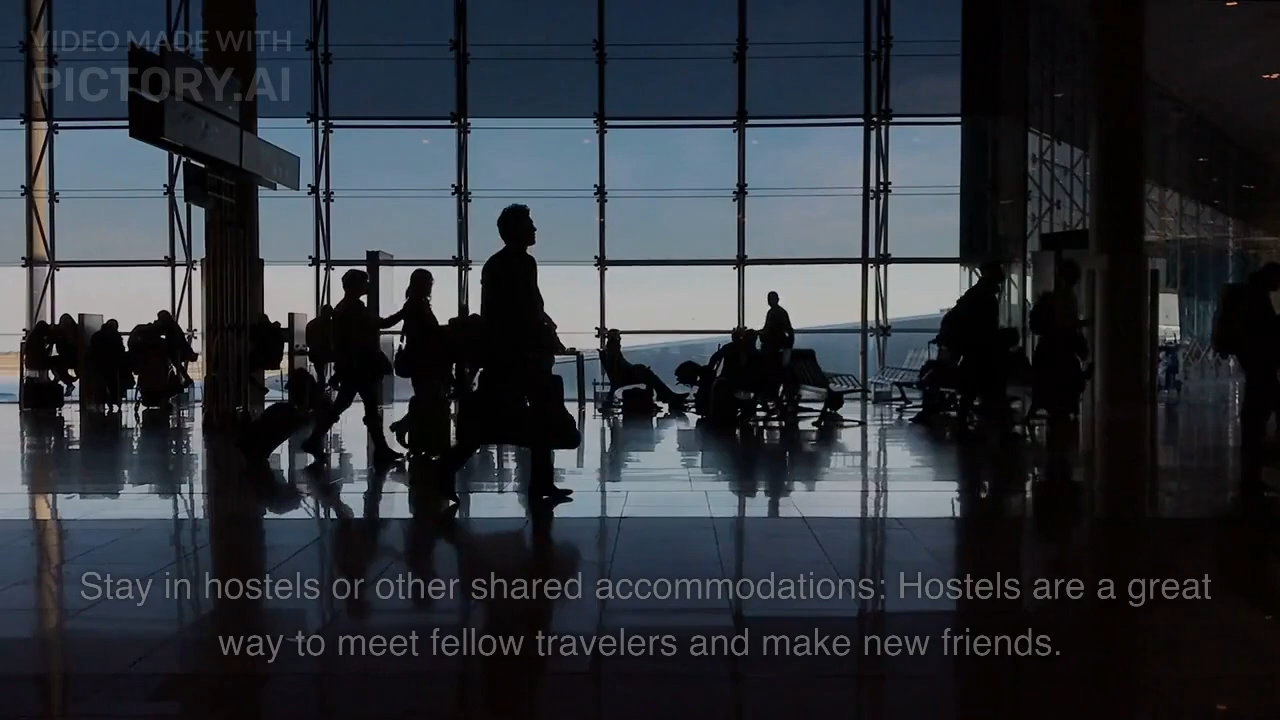 VIDEO MADE WITH
PICTORY.AI
Stay in hostels or other shared accommodations: Hostels are a great
way to meet fellow travelers and make new friends.